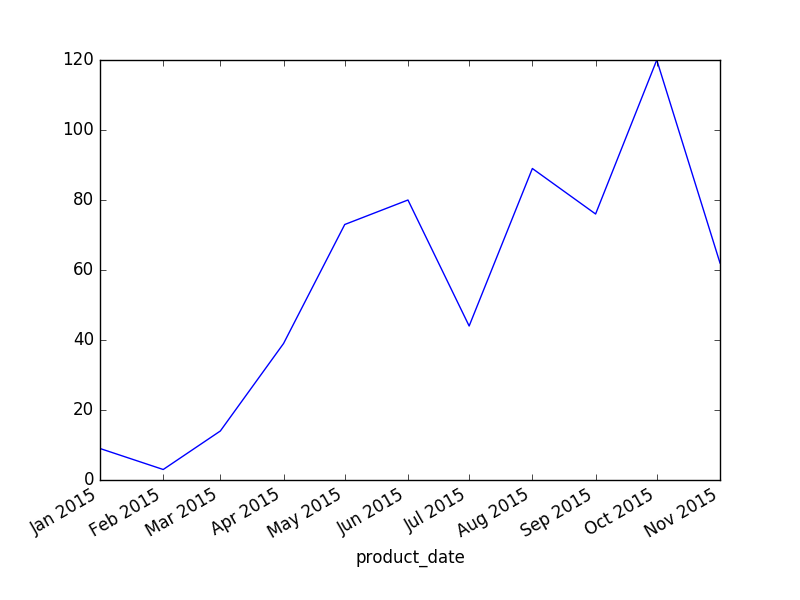 120
100
80
60
40
20
0
Jan 2015
Feb 2015
Mar 2015
Apr 2015
May 2015
Jun 2015
Jul 2015
Aug 2015
Sep 2015
Oct 2015
Nov 2015
product_date